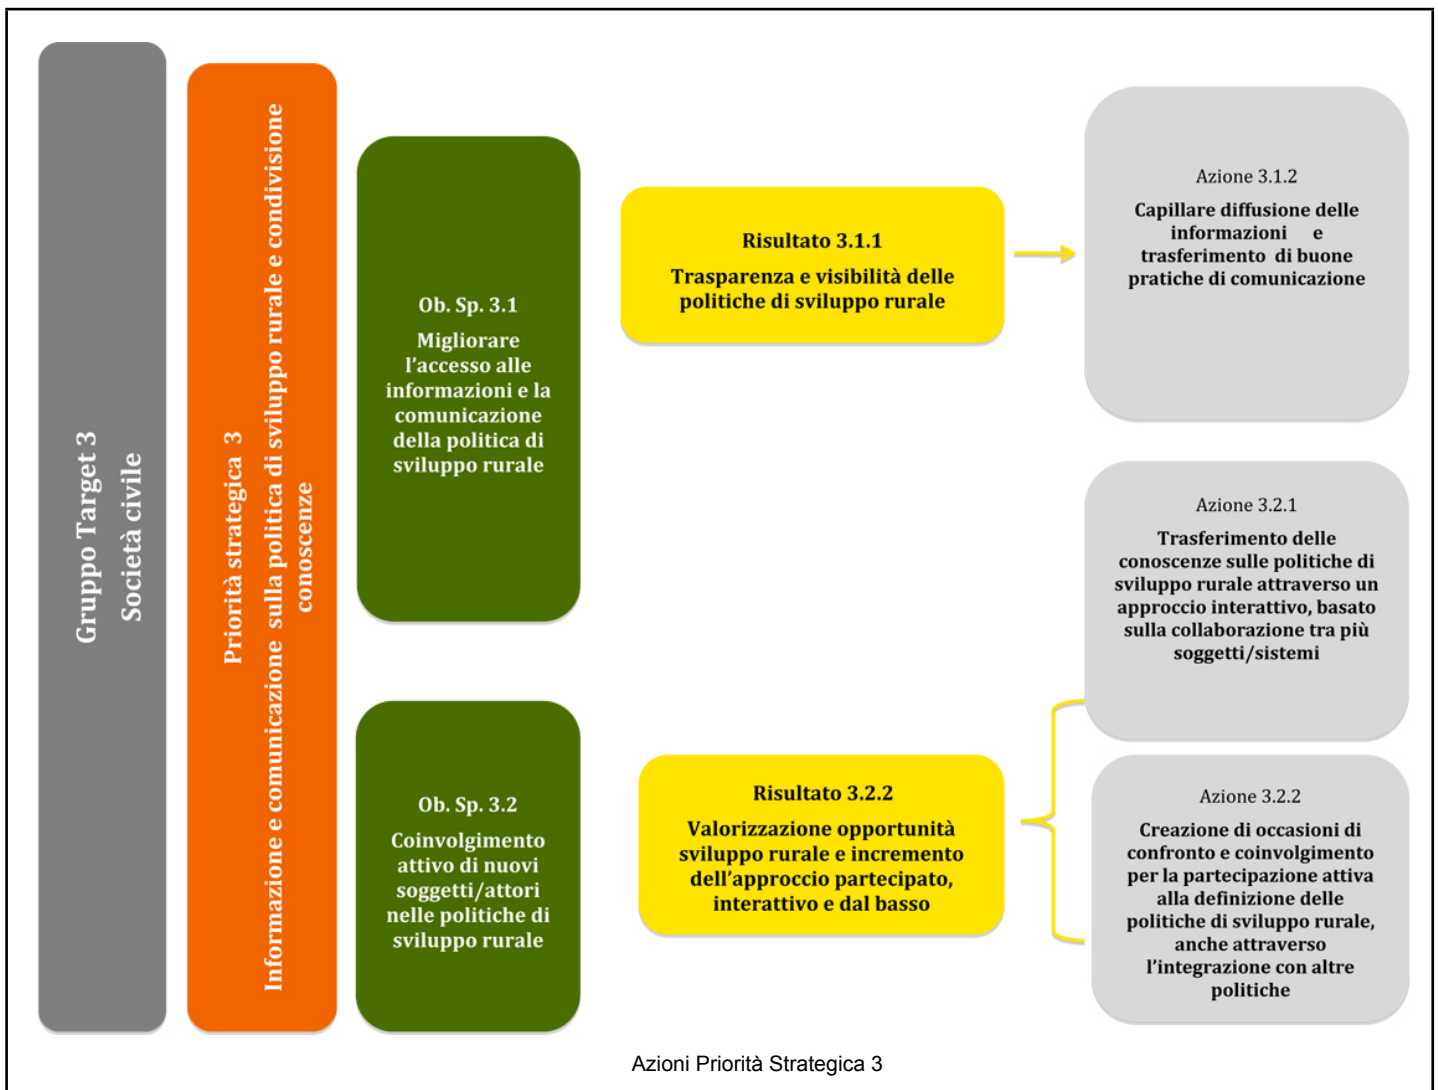 Gruppo Target 3
Società civile
Priorità strategica 3
Informazione e comunicazione sulla politica di sviluppo rurale e condivisione
conoscenze
Ob. Sp. 3.1
Migliorare
l'accesso alle
informazioni e la
comunicazione
della politica di
sviluppo rurale
Risultato 3.1.1
Trasparenza e visibilità delle
politiche di sviluppo rurale
Azione 3.1.2
Capillare diffusione delle
informazioni e
trasferimento di buone
pratiche di comunicazione
Ob. Sp. 3.2
Coinvolgimento
attivo di nuovi
soggetti/attori
nelle politiche di
sviluppo rurale
Risultato 3.2.2
Valorizzazione opportunità
sviluppo rurale e incremento
dell'approccio partecipato,
interattivo e dal basso
Azione 3.2.1
Trasferimento delle
conoscenze sulle politiche di
sviluppo rurale attraverso un
approccio interattivo, basato
sulla collaborazione tra più
soggetti/sistemi
Azione 3.2.2
Creazione di occasioni di
confronto e coinvolgimento
per la partecipazione attiva
alla definizione delle
politiche di sviluppo rurale,
anche attraverso
l'integrazione con altre
politiche
Azioni Priorità Strategica 3